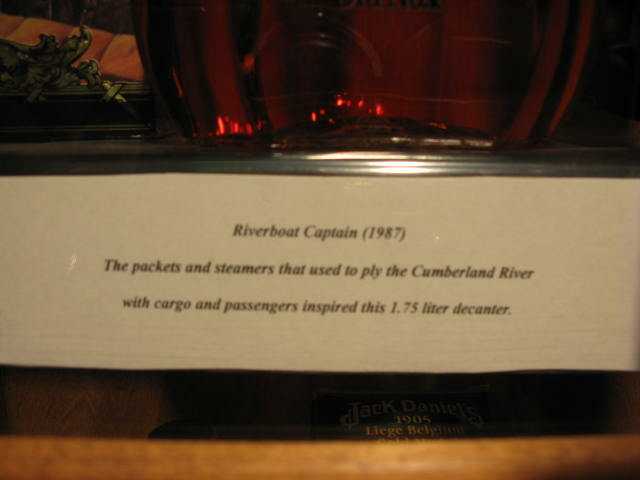 Riverboat Captain (1987)
The packets and steamers that used to ply the Cumberland River
with cargo and passengers inspired this 1.75 liter decanter.
Jack Daniel's
1905
Liege Belgium